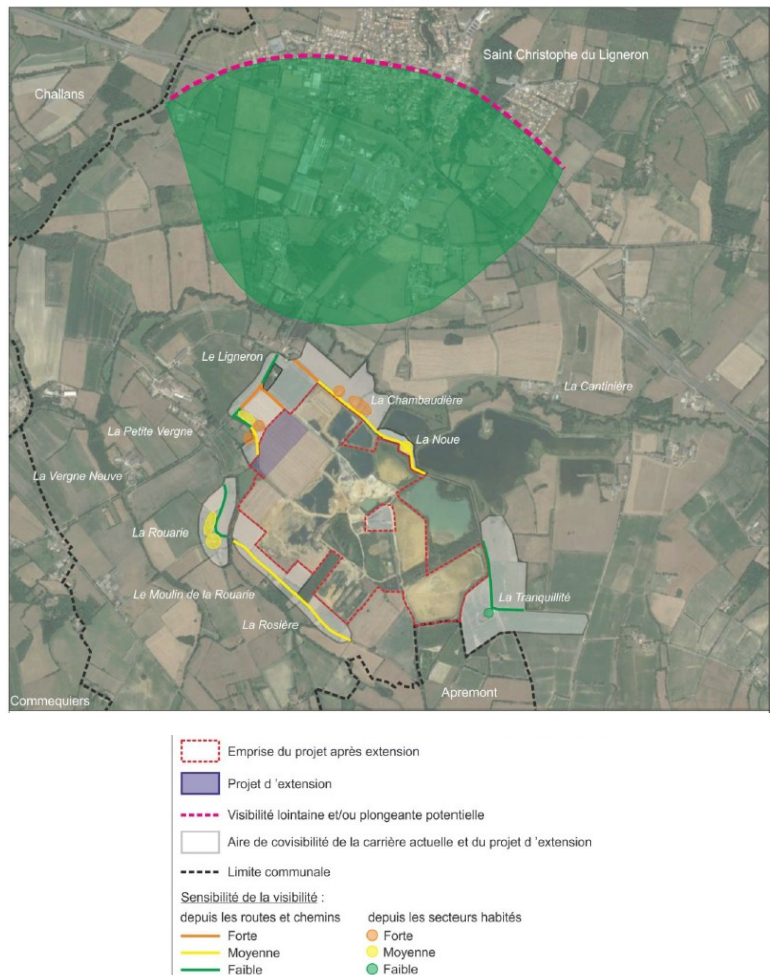 Saint Christophe du Ligneron
Challans
Le Ligneron
La Cantinière
La Chambaudière
La Petite Vergne
La Noue
La Vergne Neuve
La Rouarie
Le Moulin de la Rouarie
La Tranquillité
La Rosière
Commequiers
Apremont
Emprise du projet après extension
Projet d 'extension
Visibilité lointaine et/ou plongeante potentielle
Aire de covisibilité de la carrière actuelle et du projet d 'extension
Limite communale
Sensibilité de la visibilité :
depuis les routes et chemins depuis les secteurs habités
Forte Forte
Moyenne Moyenne
Faible Faible